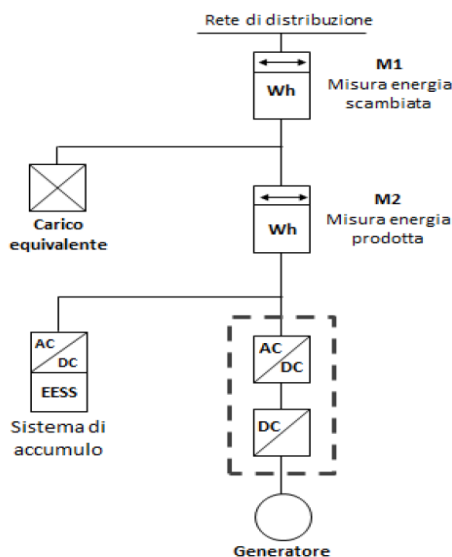 Rete di distribuzione
M1
Misura energia
scambiata
Wh
Carico
equivalente
M2
Misura energia
prodotta
Wh
AC
DC
EESS
Sistema di
accumulo
AC
DC
DC
Generatore